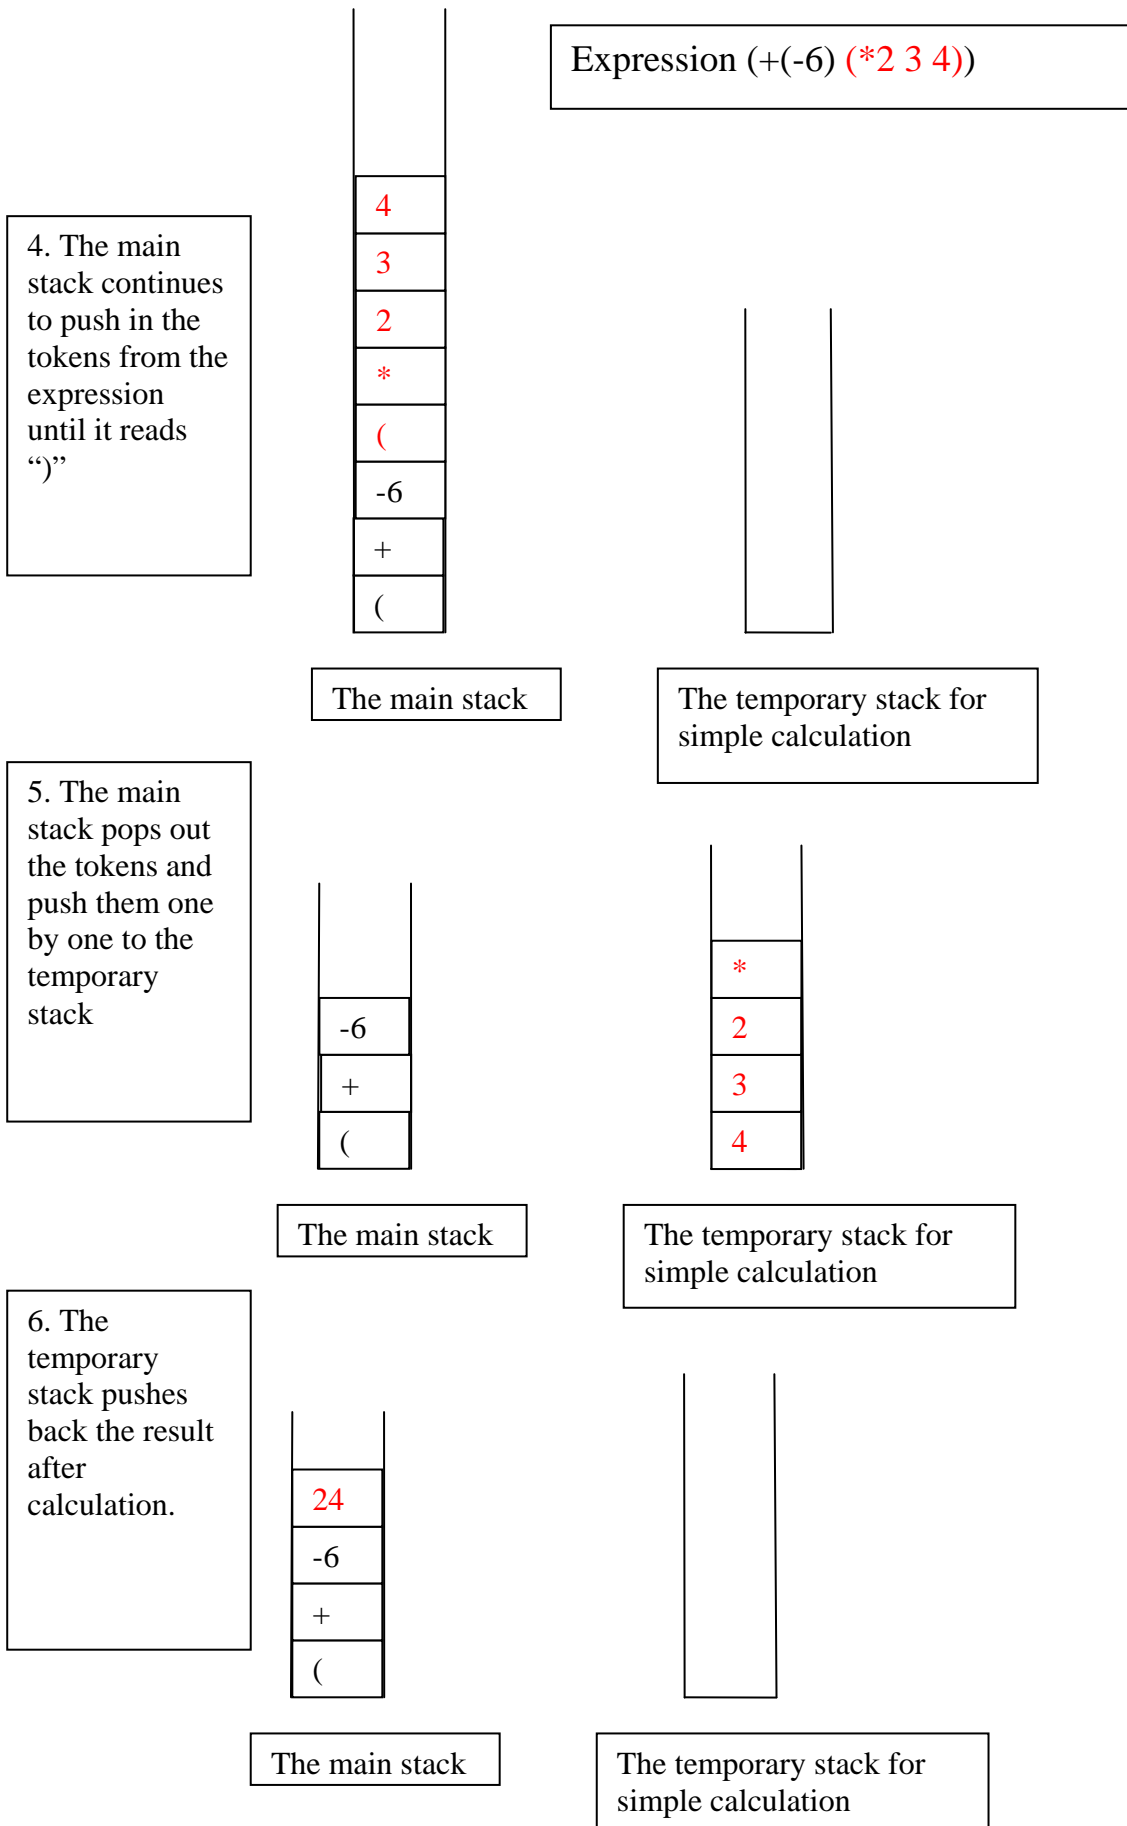 Expression (+(-6) (*2 3 4))
4. The main
stack continues
to push in the
tokens from the
expression
until it reads
“)”
4
3
2
*
(
-6
+
(
The main stack
The temporary stack for
simple calculation
5. The main
stack pops out
the tokens and
push them one
by one to the
temporary
stack
-6
+
(
*
2
3
4
The main stack
The temporary stack for
simple calculation
6. The
temporary
stack pushes
back the result
after
calculation.
24
-6
+
(
The main stack
The temporary stack for
simple calculation